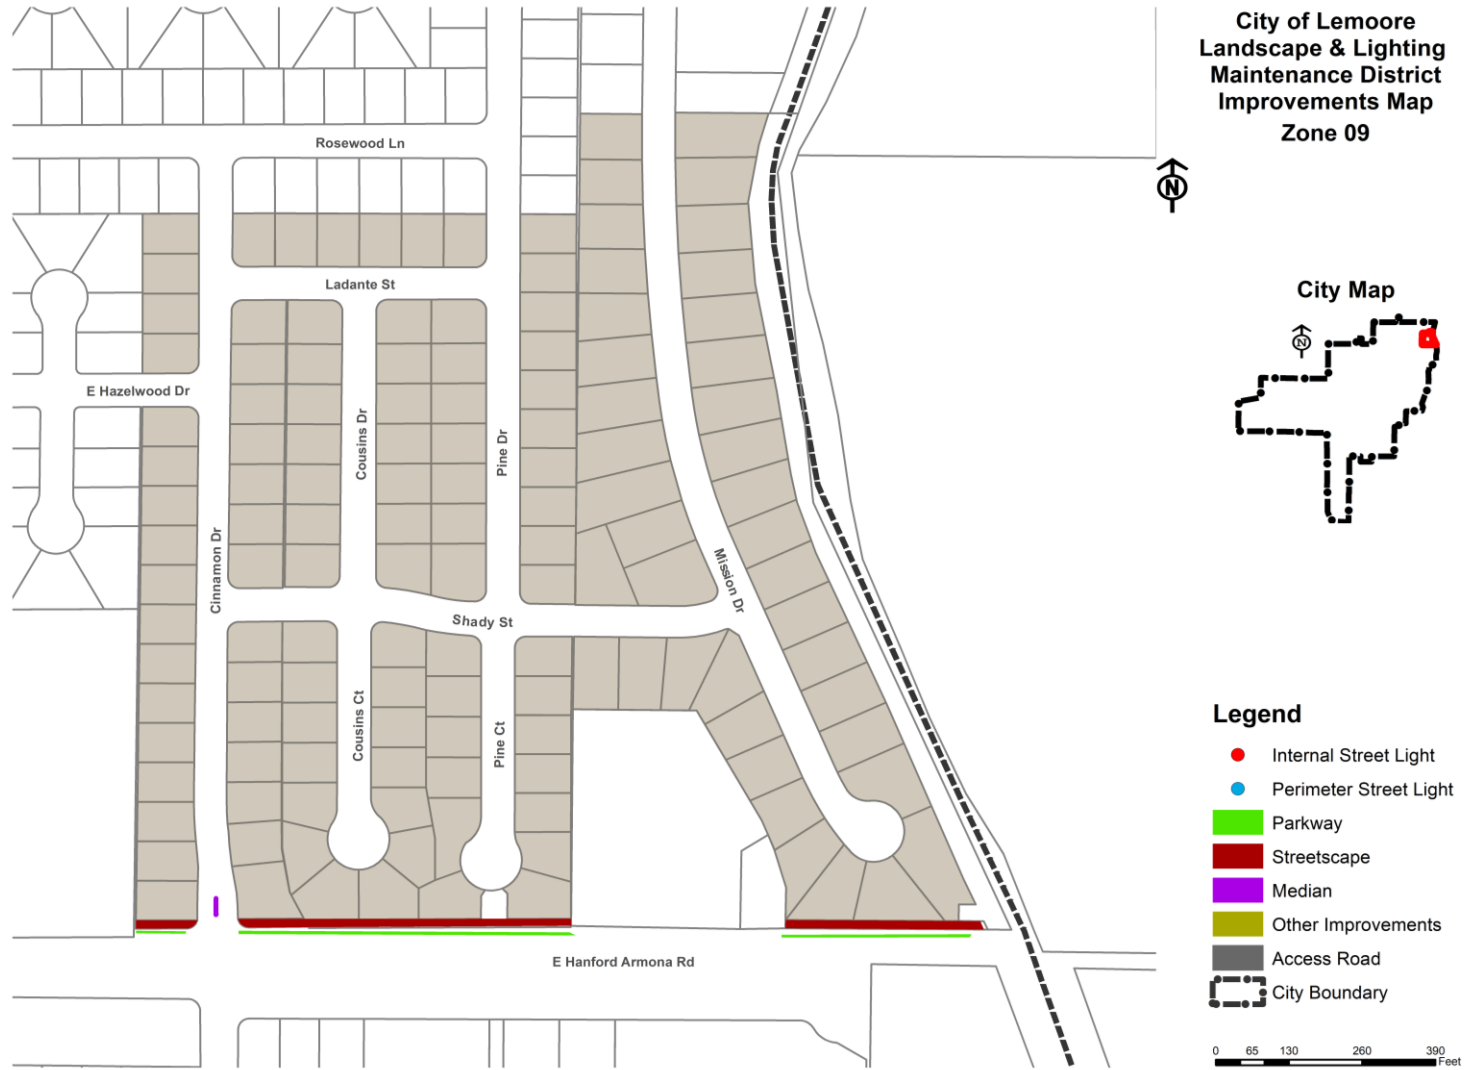 City of Lemoore
Landscape & Lighting
Maintenance District
Improvements Map
Zone 09
N
Rosewood Ln
Ladante St
City Map
N
E Hazelwood Dr
Cousins Dr
Pine Dr
Cinnamon Dr
Mission Dr
Shady St
Cousins Ct
Pine Ct
E Hanford Armona Rd
Legend
Internal Street Light
Perimeter Street Light
Parkway
Streetscape
Median
Other Improvements
Access Road
City Boundary
0 65 130 260 390
Feet